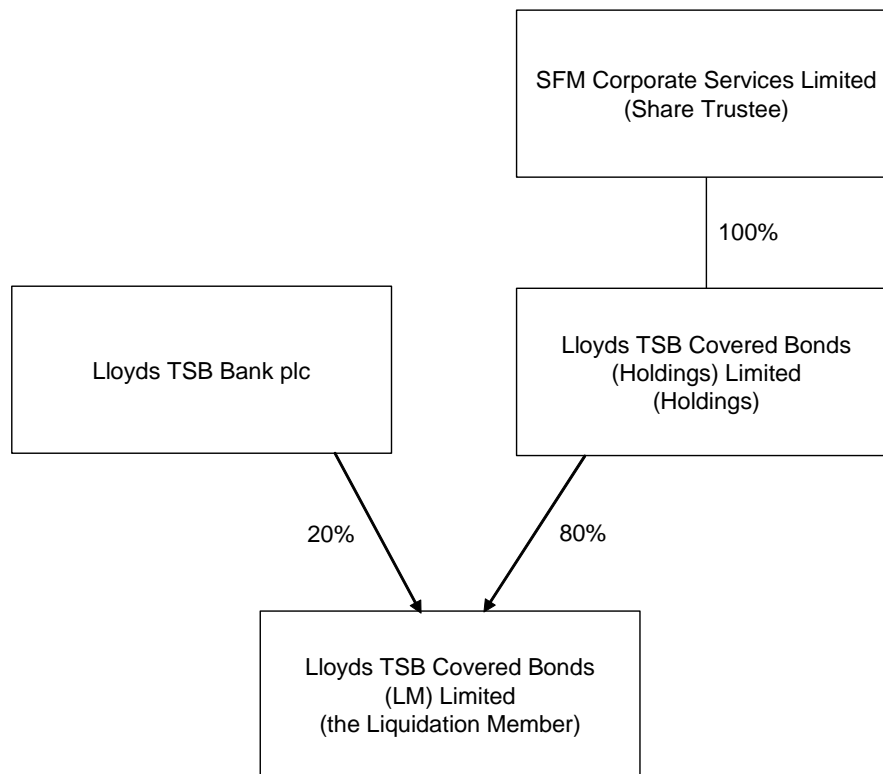 SFM Corporate Services Limited
(Share Trustee)
100%
Lloyds TSB Bank plc
Lloyds TSB Covered Bonds
(Holdings) Limited
(Holdings)
20%
80%
Lloyds TSB Covered Bonds
(LM) Limited
(the Liquidation Member)